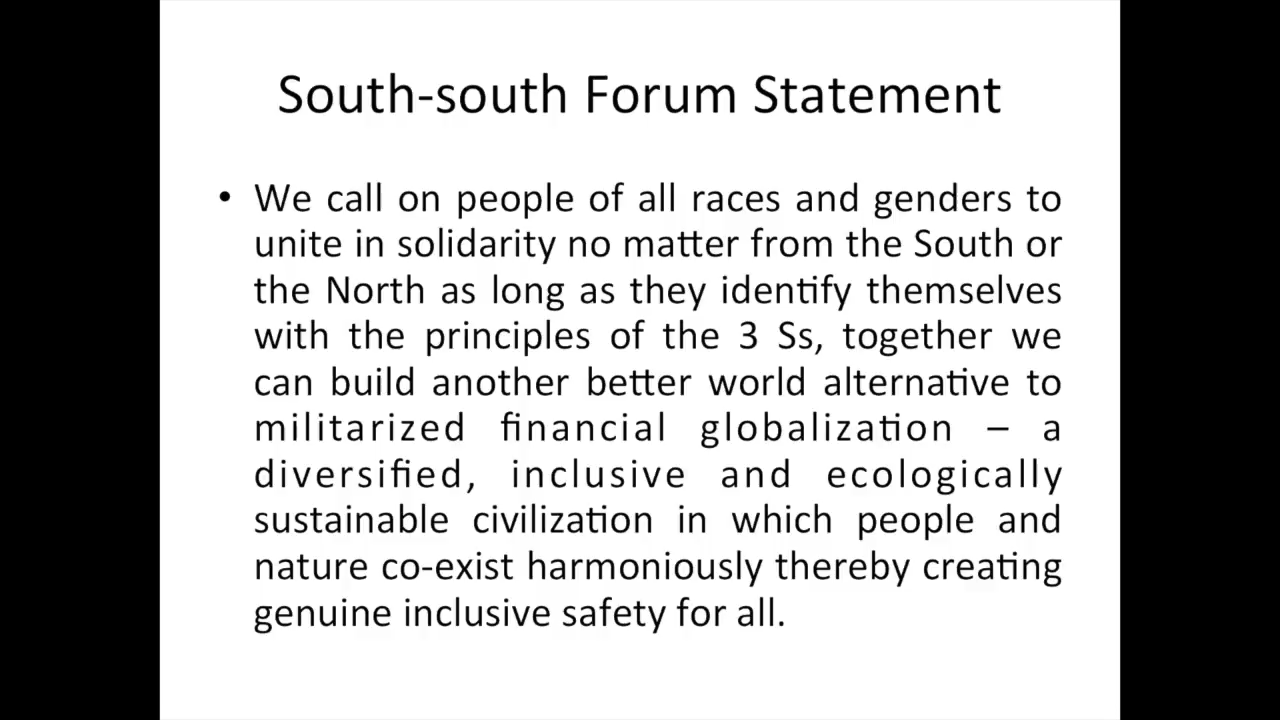 South-south Forum Statement
• We call on people of all races and genders to
unite in solidarity no matter from the South or
the North as long as they identify themselves
with the principles of the 3 Ss, together we
can build another better world alternative to
militarized financial globalization – a
diversified, inclusive and ecologically
sustainable civilization in which people and
nature co-exist harmoniously thereby creating
genuine inclusive safety for all.